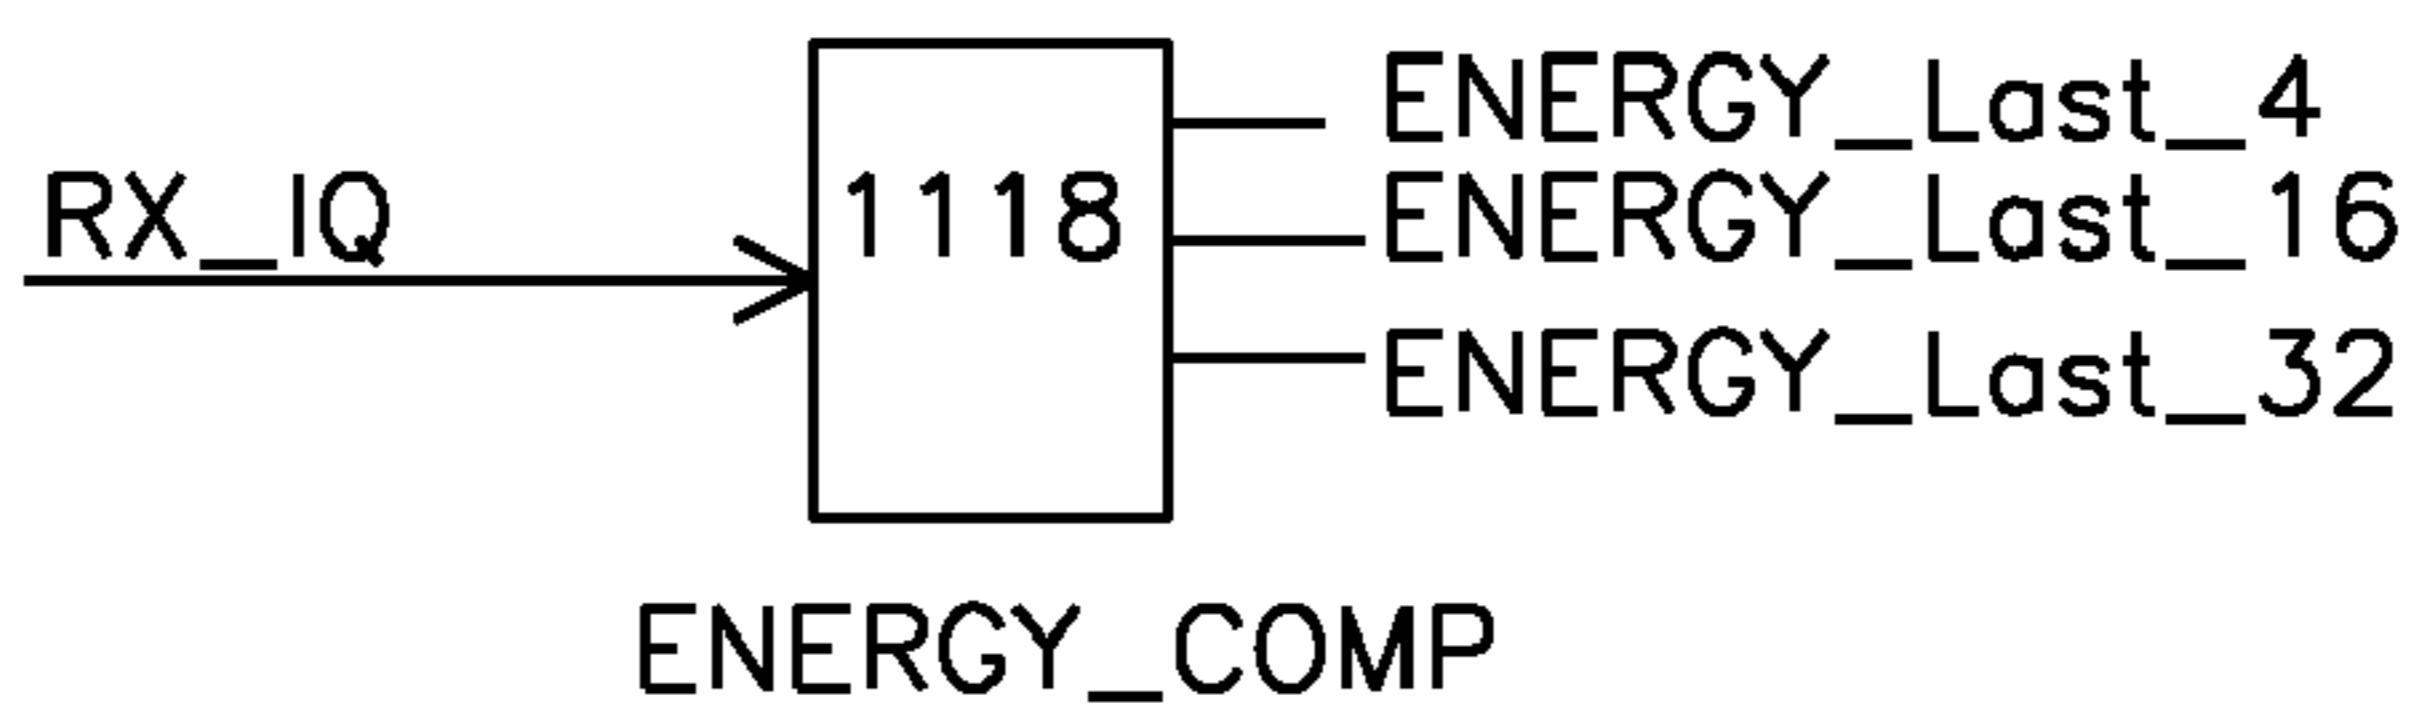 ENERGY_Last_4
RX_IQ
1118
ENERGY_Last_16
ENERGY_Last_32
ENERGY_COMP